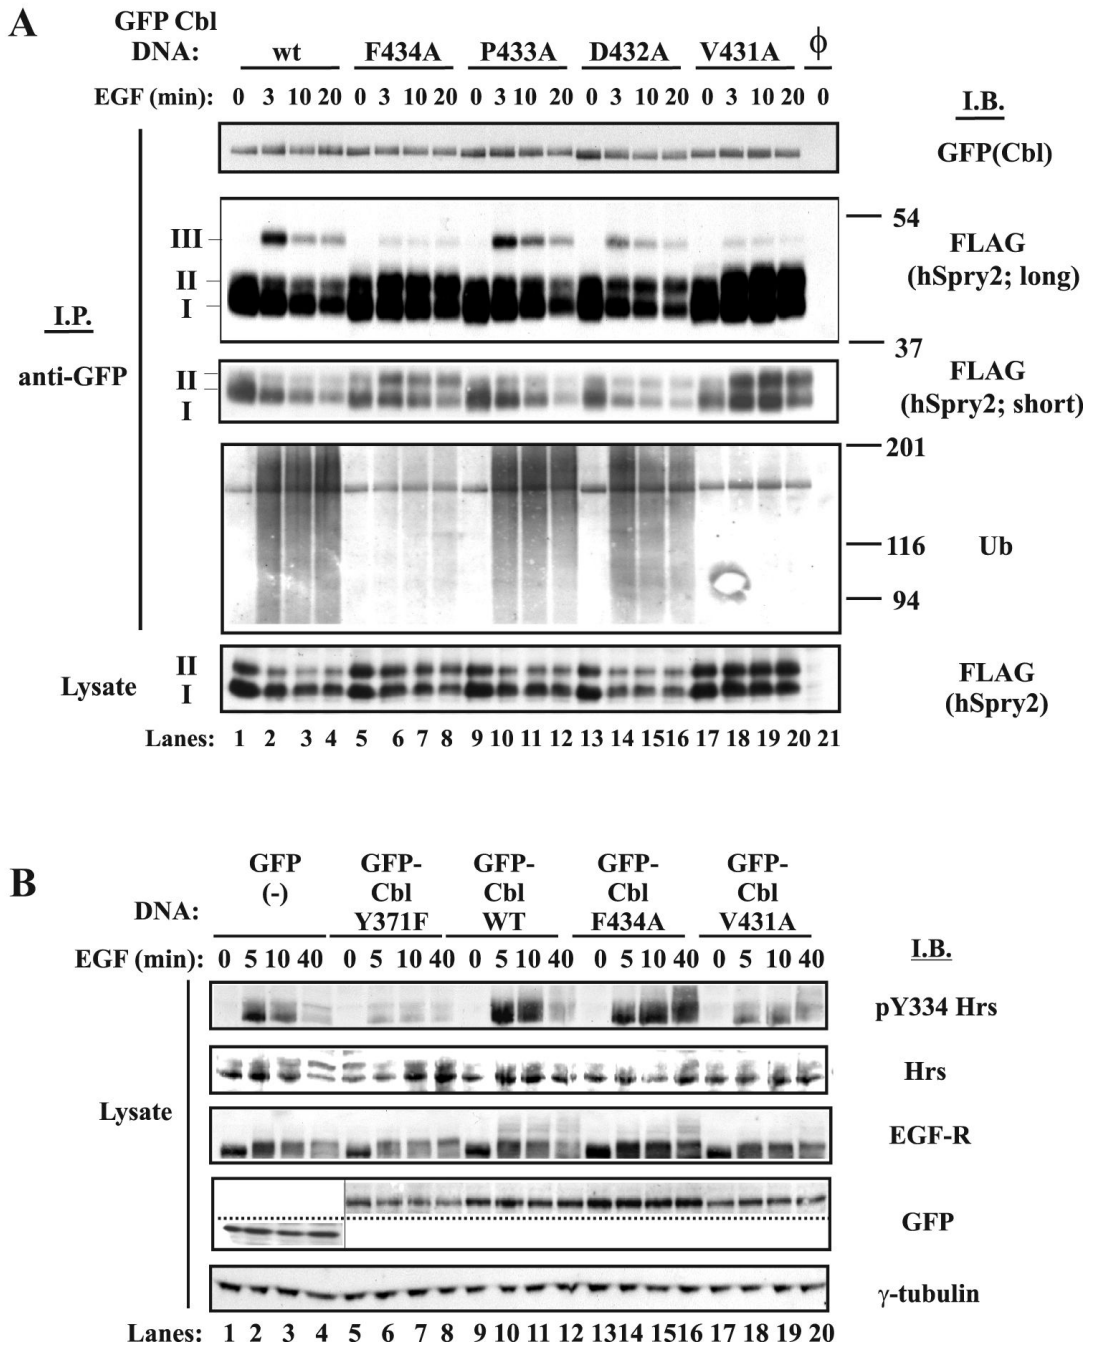 A
GFP Cbl
DNA: wt F434A P433A D432A V431A ϕ
EGF (min): 0 3 10 20 0 3 10 20 0 3 10 20 0 3 10 20 0 3 10 20 0
I.B.
GFP(Cbl)
54
III
FLAG
(hSpry2; long)
II
I
I.P.
37
anti-GFP
FLAG
(hSpry2; short)
II
I
201
116
Ub
94
II
I
Lysate
FLAG
(hSpry2)
Lanes: 1 2 3 4 5 6 7 8 9 10 11 12 13 14 15 16 17 18 19 20 21
B
GFP GFP- GFP- GFP- GFP-
(-) Cbl Cbl Cbl Cbl
DNA: Y371F WT F434A V431A
EGF (min): 0 5 10 40 0 5 10 40 0 5 10 40 0 5 10 40 0 5 10 40
I.B.
pY334 Hrs
Hrs
Lysate
EGF-R
GFP
γ-tubulin
Lanes: 1 2 3 4 5 6 7 8 9 10 11 12 13 14 15 16 17 18 19 20